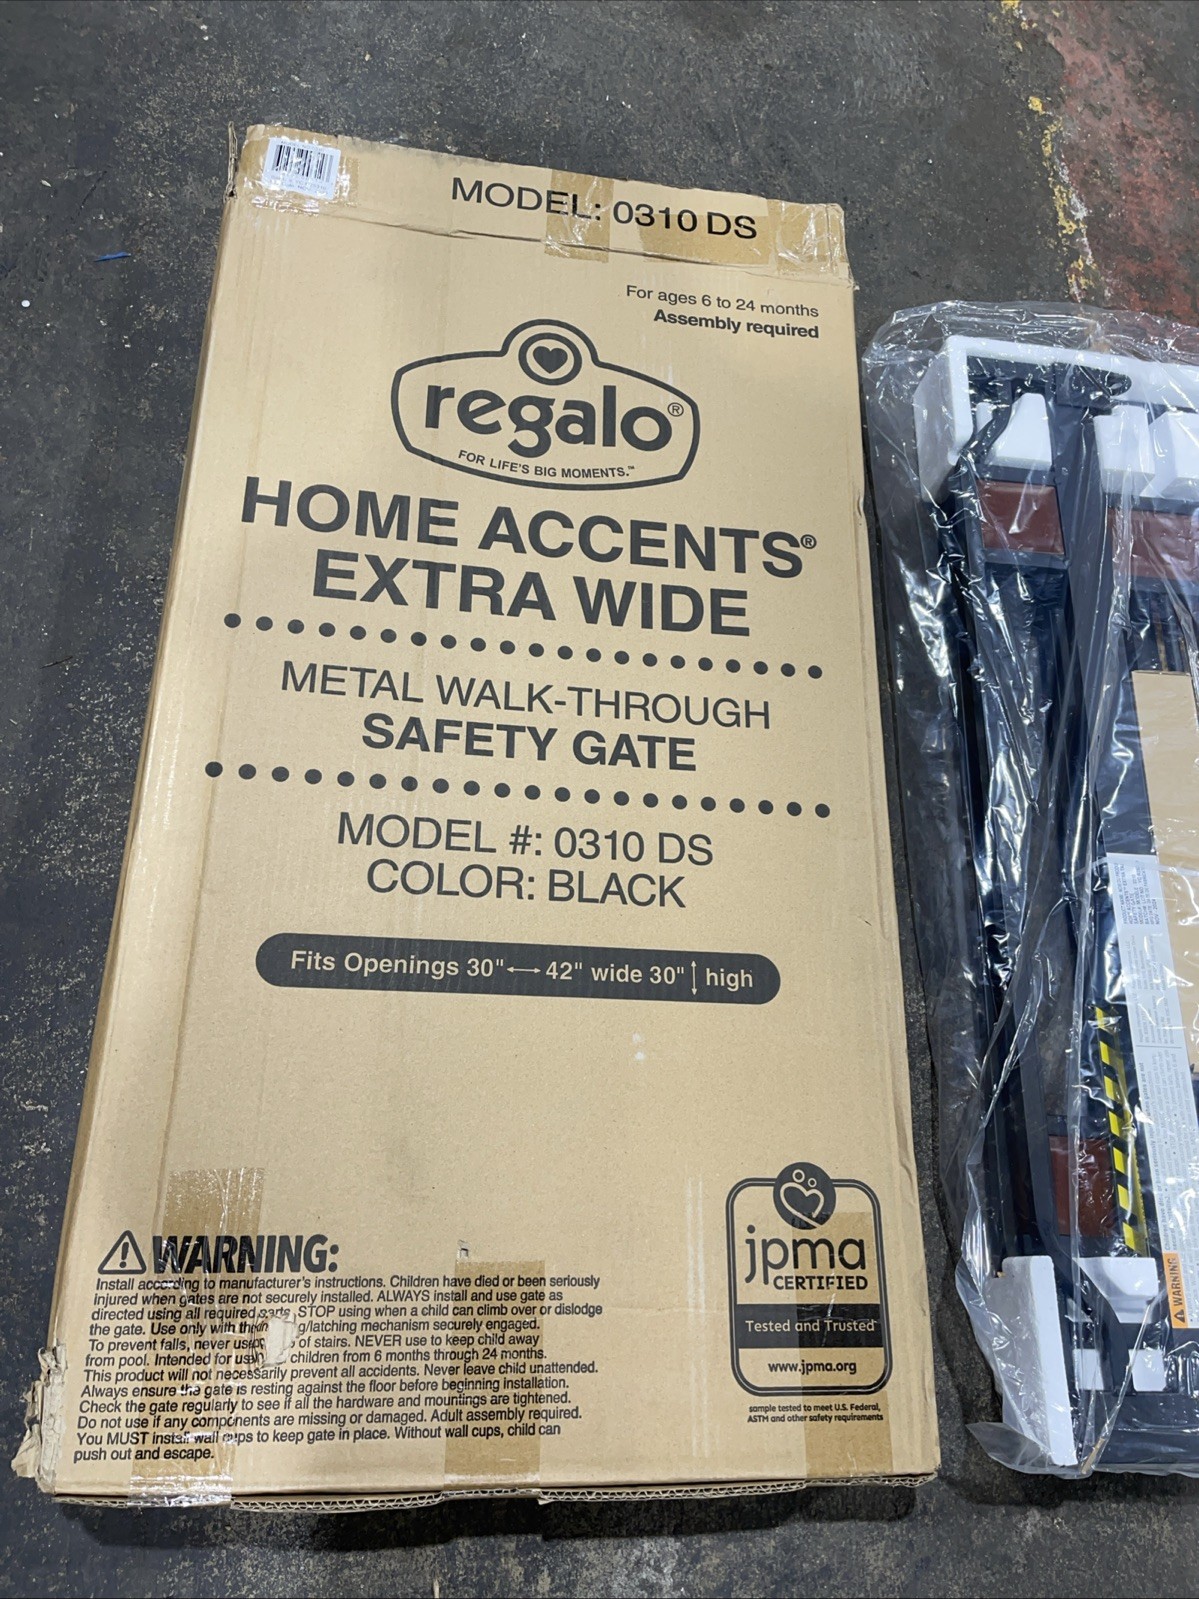 MODEL: 0310 DS
For ages 6 to 24 months
Assembly required
regalo®
FOR LIFE'S BIG MOMENTS.™
HOME ACCENTS®
EXTRA WIDE
METAL WALK-THROUGH
SAFETY GATE
MODEL #: 0310 DS
COLOR: BLACK
Fits Openings 30" ⟷ 42" wide 30" ↕ high
WARNING:
Install according to manufacturer's instructions. Children have died or been seriously
injured when gates are not securely installed. ALWAYS install and use gate as
directed using all required parts. STOP using when a child can climb over or dislodge
the gate. Use only with the g/latching mechanism securely engaged.
To prevent falls, never use of stairs. NEVER use to keep child away
from pool. Intended for use children from 6 months through 24 months.
This product will not necessarily prevent all accidents. Never leave child unattended.
Always ensure the gate is resting against the floor before beginning installation.
Check the gate regularly to see if all the hardware and mountings are tightened.
Do not use if any components are missing or damaged. Adult assembly required.
You MUST install wall cups to keep gate in place. Without wall cups, child can
push out and escape.
jpma
CERTIFIED
Tested and Trusted
www.jpma.org
sample tested to meet U.S. Federal,
ASTM and other safety requirements
WARNING